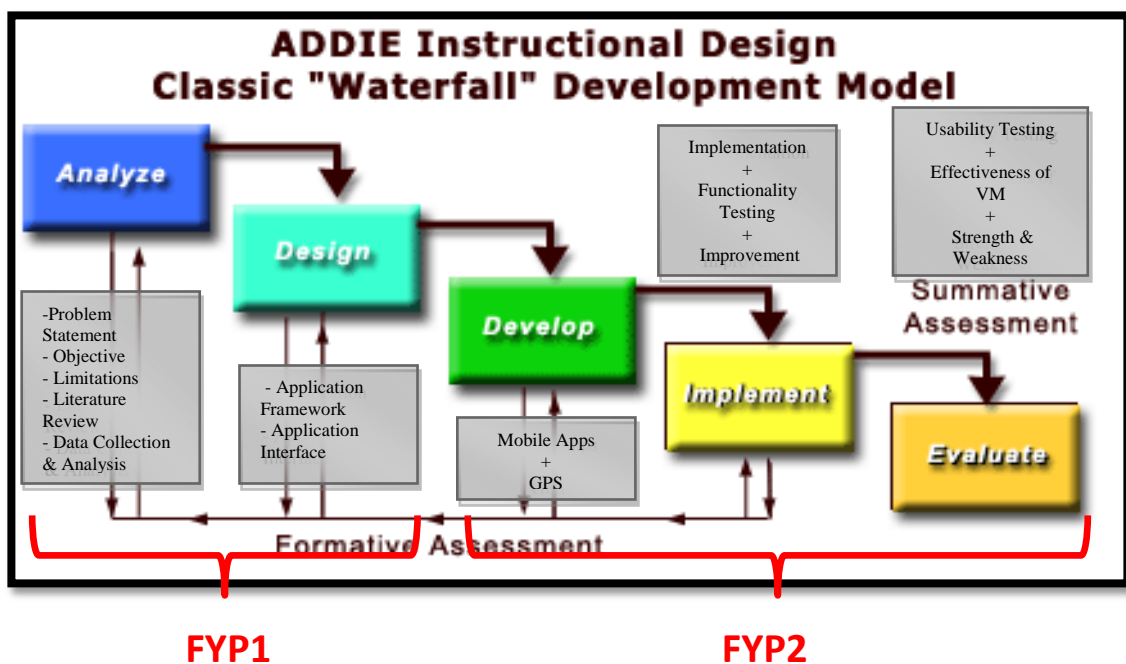 ADDIE Instructional Design
Classic "Waterfall" Development Model
Analyze
Design
Develop
Implement
Evaluate
-Problem
Statement
- Objective
- Limitations
- Literature
Review
- Data Collection
& Analysis
- Application
Framework
- Application
Interface
Mobile Apps
+
GPS
Implementation
+
Functionality
Testing
+
Improvement
Usability Testing
+
Effectiveness of
VM
+
Strength &
Weakness
Summative
Assessment
Formative Assessment
FYP1
FYP2